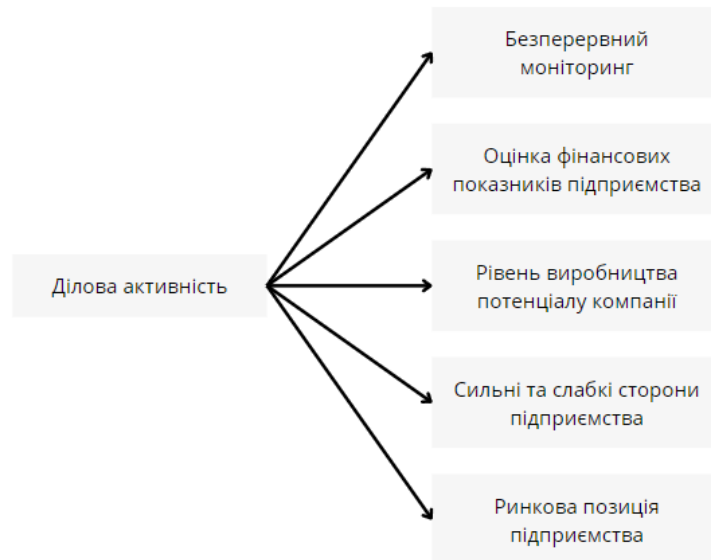 Безперервний
моніторинг
Оцінка фінансових
показників підприємства
Ділова активність
Рівень виробництва
потенціалу компанії
Сильні та слабкі сторони
підприємства
Ринкова позиція
підприємства